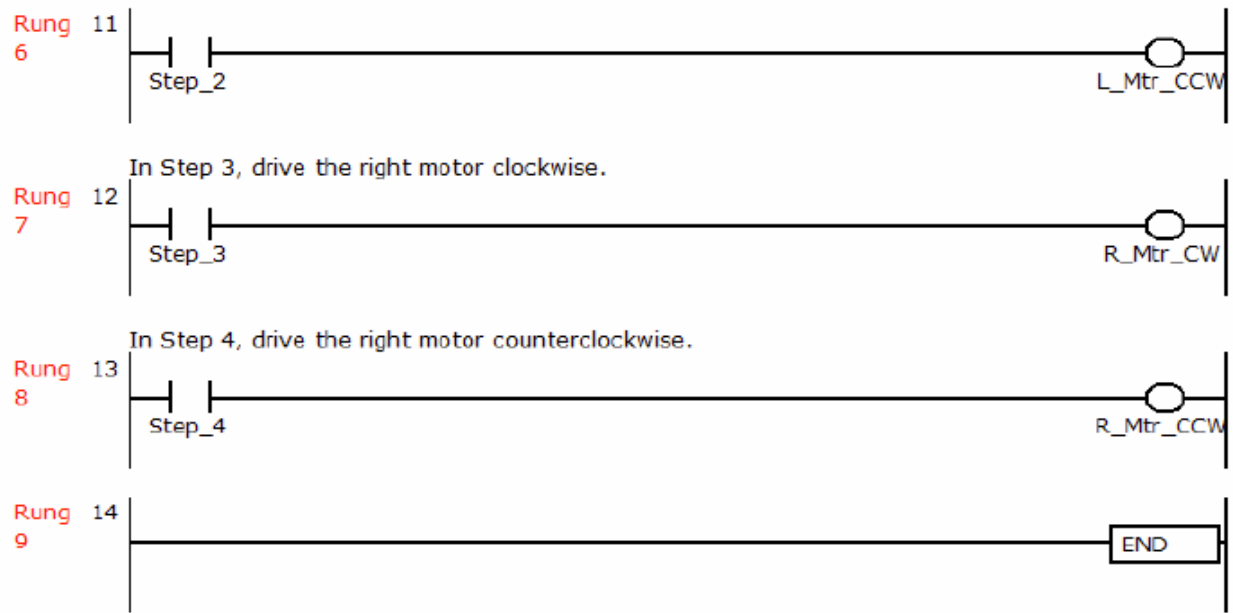 Rung 11
6
Step_2 L_Mtr_CCW
In Step 3, drive the right motor clockwise.
Rung 12
7
Step_3 R_Mtr_CW
In Step 4, drive the right motor counterclockwise.
Rung 13
8
Step_4 R_Mtr_CCW
Rung 14
9
END